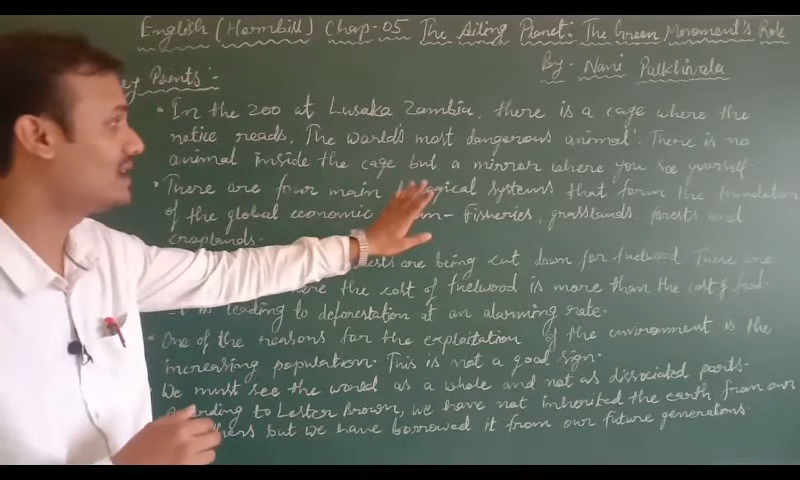 English (Hornbill) Chap-05 The Ailing Planet: The Green Movement's Role
By- Nani Palkhivala
Points:-
• In the zoo at Lusaka Zambia, there is a cage where the
notice reads, 'The world's most dangerous animal'. There is no
animal inside the cage but a mirror where you see yourself.
• There are four main biological systems that form the foundation
of the global economic - Fisheries, grasslands, forests and
croplands.
are being cut down for fuelwood. There are
the cost of fuelwood is more than the cost of food.
is leading to deforestation at an alarming rate.
• One of the reasons for the exploitation of the environment is the
increasing population. This is not a good sign.
We must see the world as a whole and not as dissociated parts.
to Lester Brown, we have not inherited the earth from our
but we have borrowed it from our future generations.